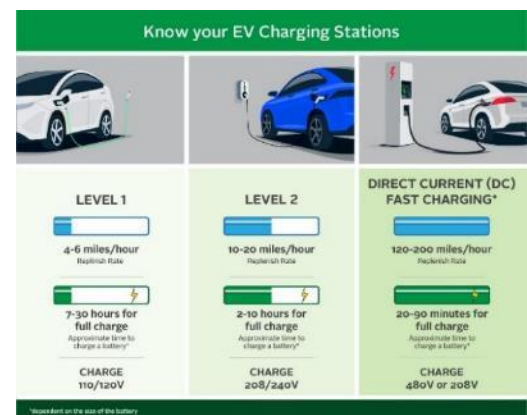 Know your EV Charging Stations
LEVEL 1
4-6 miles/hour
Replenish Rate
7-30 hours for
full charge
Approximate time to
charge a battery*
CHARGE
110/120V
LEVEL 2
10-20 miles/hour
Replenish Rate
2-10 hours for
full charge
Approximate time to
charge a battery*
CHARGE
208/240V
DIRECT CURRENT (DC)
FAST CHARGING*
120-200 miles/hour
Replenish Rate
20-90 minutes for
full charge
Approximate time to
charge a battery*
CHARGE
480V or 208V
*dependent on the size of the battery